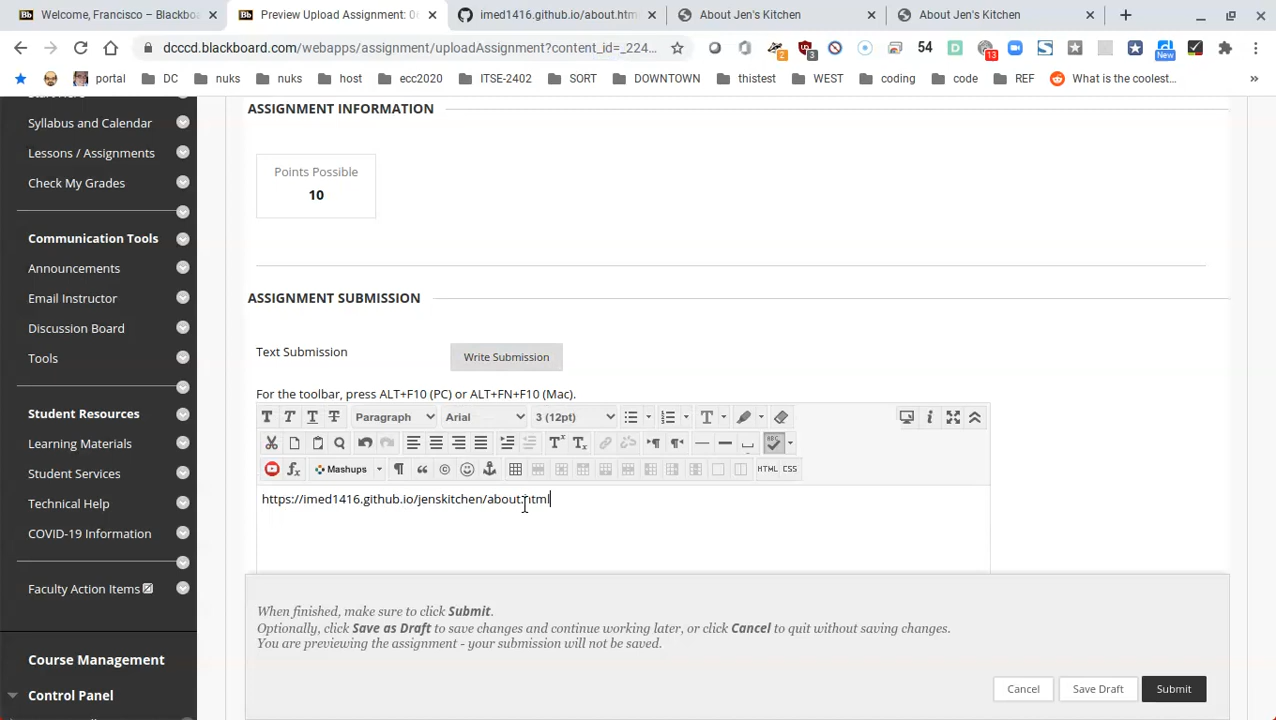 Welcome, Francisco – Blackboa
Preview Upload Assignment: 06
imed1416.github.io/about.htm
About Jen's Kitchen
About Jen's Kitchen
dcccd.blackboard.com/webapps/assignment/uploadAssignment?content_id=_224...
2
3
54
13
New
portal
DC
nuks
nuks
host
ecc2020
ITSE-2402
SORT
DOWNTOWN
thistest
WEST
coding
code
REF
What is the coolest...
»
Syllabus and Calendar
Lessons / Assignments
Check My Grades
Communication Tools
Announcements
Email Instructor
Discussion Board
Tools
Student Resources
Learning Materials
Student Services
Technical Help
COVID-19 Information
Faculty Action Items
Course Management
Control Panel
ASSIGNMENT INFORMATION
Points Possible
10
ASSIGNMENT SUBMISSION
Text Submission
Write Submission
For the toolbar, press ALT+F10 (PC) or ALT+FN+F10 (Mac).
T T T T Paragraph Arial 3 (12pt)
Mashups
HTML CSS
https://imed1416.github.io/jenskitchen/about.html
When finished, make sure to click Submit.
Optionally, click Save as Draft to save changes and continue working later, or click Cancel to quit without saving changes.
You are previewing the assignment - your submission will not be saved.
Cancel
Save Draft
Submit